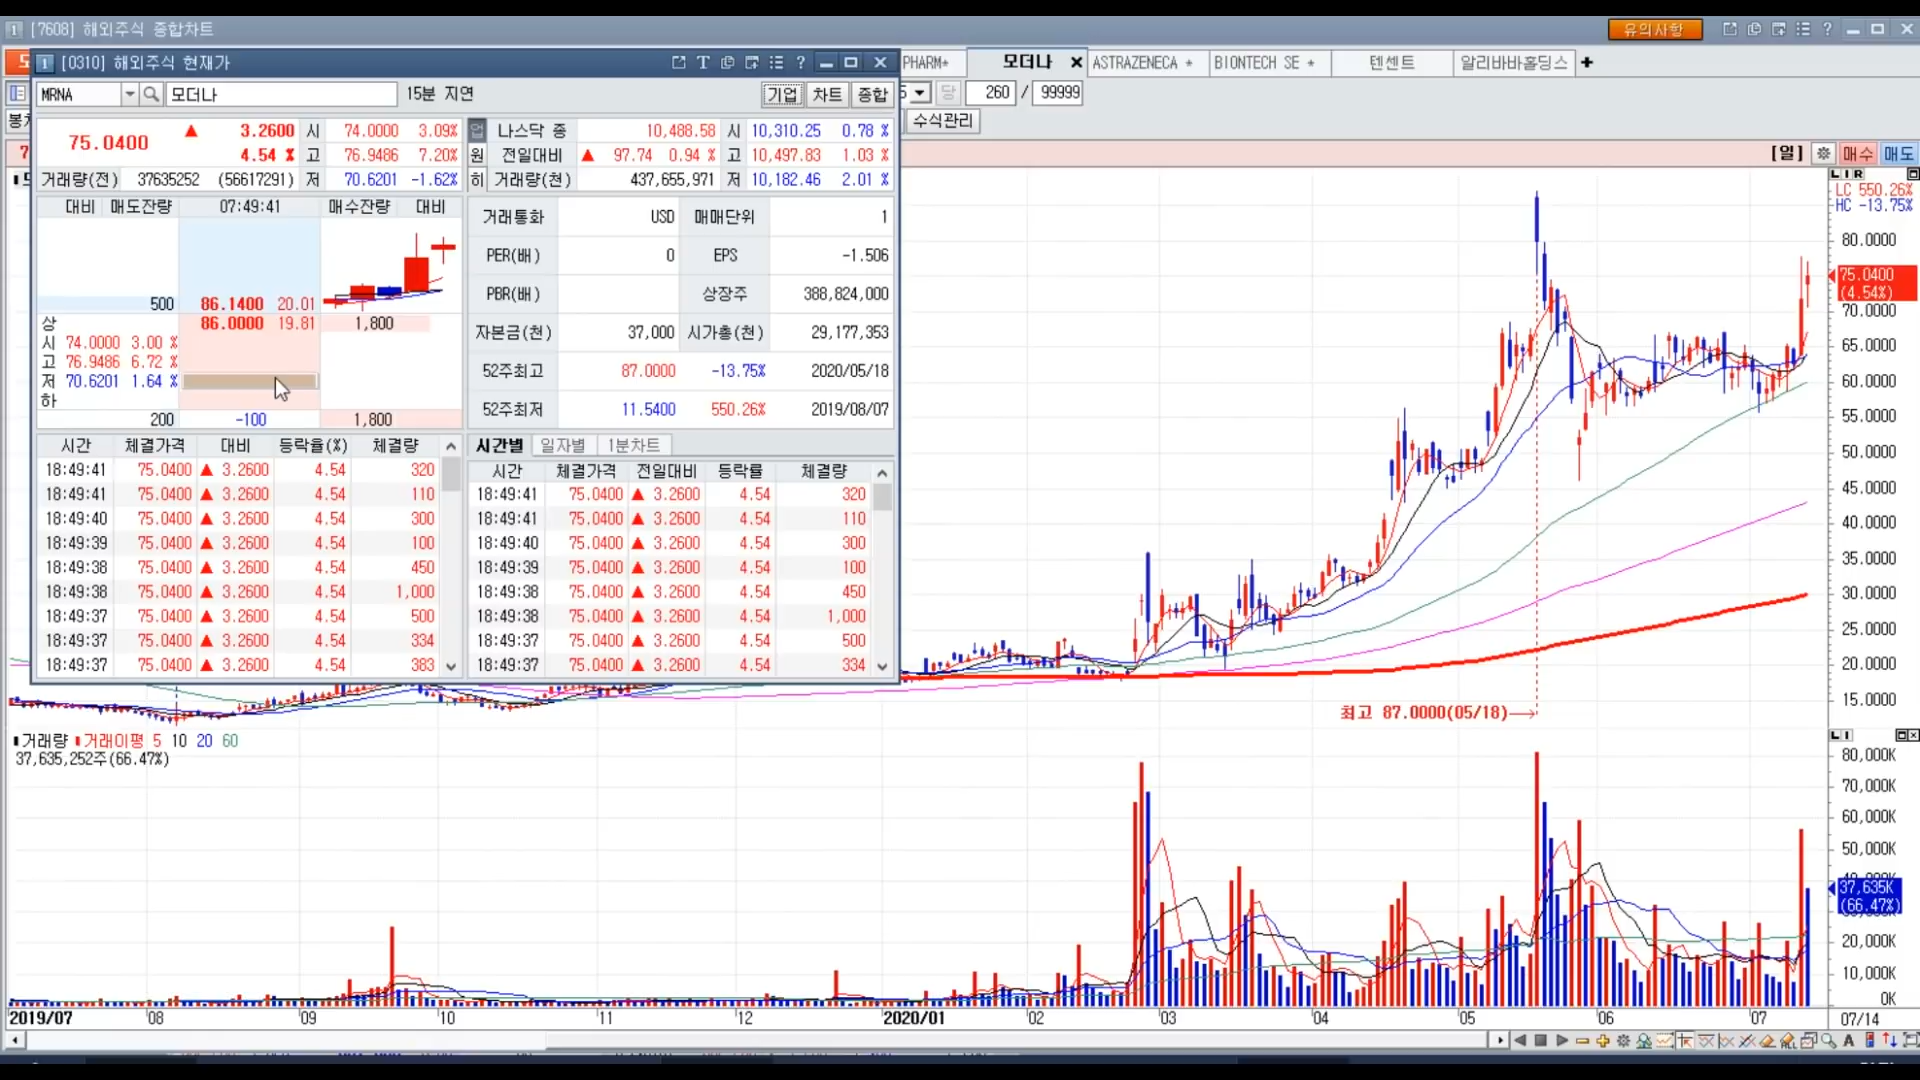 [7608] 해외주식 종합차트
유의사항
[0310] 해외주식 현재가
PHARM*
모더나
ASTRAZENECA *
BIONTECH SE *
텐센트
알리바바홀딩스
MRNA
모더나
15분 지연
기업 차트 종합
당 260 / 99999
수식관리
[일] 매수 매도
75.0400 ▲ 3.2600 시 74.0000 3.09%
4.54 % 고 76.9486 7.20%
거래량(전) 37635252 (56617291) 저 70.6201 -1.62%
업 나스닥 종 10,488.58 시 10,310.25 0.78 %
원 전일대비 ▲ 97.74 0.94 % 고 10,497.83 1.03 %
히 거래량(천) 437,655,971 저 10,182.46 2.01 %
대비 매도잔량 07:49:41 매수잔량 대비
500 86.1400 20.01
86.0000 19.81 1,800
상
시 74.0000 3.00 %
고 76.9486 6.72 %
저 70.6201 1.64 %
하
200 -100 1,800
거래통화 USD 매매단위 1
PER(배) 0 EPS -1.506
PBR(배) 상장주 388,824,000
자본금(천) 37,000 시가총(천) 29,177,353
52주최고 87.0000 -13.75% 2020/05/18
52주최저 11.5400 550.26% 2019/08/07
시간 체결가격 대비 등락율(%) 체결량
18:49:41 75.0400 ▲ 3.2600 4.54 320
18:49:41 75.0400 ▲ 3.2600 4.54 110
18:49:40 75.0400 ▲ 3.2600 4.54 300
18:49:39 75.0400 ▲ 3.2600 4.54 100
18:49:38 75.0400 ▲ 3.2600 4.54 450
18:49:38 75.0400 ▲ 3.2600 4.54 1,000
18:49:37 75.0400 ▲ 3.2600 4.54 500
18:49:37 75.0400 ▲ 3.2600 4.54 334
18:49:37 75.0400 ▲ 3.2600 4.54 383
시간별 일자별 1분차트
시간 체결가격 전일대비 등락률 체결량
18:49:41 75.0400 ▲ 3.2600 4.54 320
18:49:41 75.0400 ▲ 3.2600 4.54 110
18:49:40 75.0400 ▲ 3.2600 4.54 300
18:49:39 75.0400 ▲ 3.2600 4.54 100
18:49:38 75.0400 ▲ 3.2600 4.54 450
18:49:38 75.0400 ▲ 3.2600 4.54 1,000
18:49:37 75.0400 ▲ 3.2600 4.54 500
18:49:37 75.0400 ▲ 3.2600 4.54 334
L I R
LC 550.26%
HC -13.75%
80.0000
75.0400
(4.54%)
70.0000
65.0000
60.0000
55.0000
50.0000
45.0000
40.0000
35.0000
30.0000
25.0000
20.0000
15.0000
최고 87.0000(05/18)
거래량 거래이평 5 10 20 60
37,635,252주(66.47%)
L I
80,000K
70,000K
60,000K
50,000K
37,635K
(66.47%)
20,000K
10,000K
0K
2019/07 08 09 10 11 12 2020/01 02 03 04 05 06 07 07/14